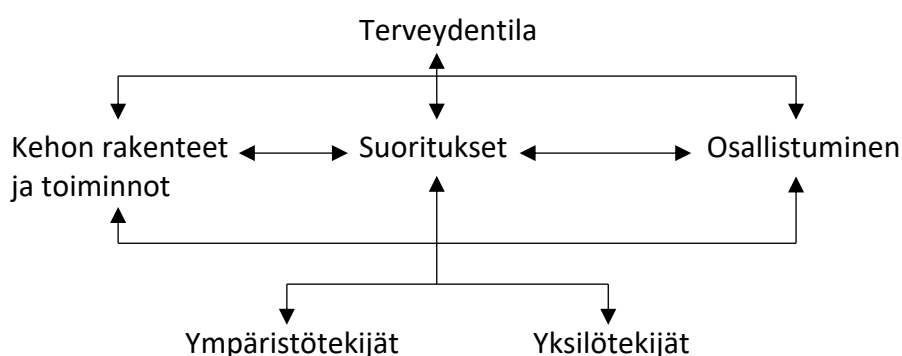 Terveydentila
Kehon rakenteet
ja toiminnot
Suoritukset
Osallistuminen
Ympäristötekijät
Yksilötekijät